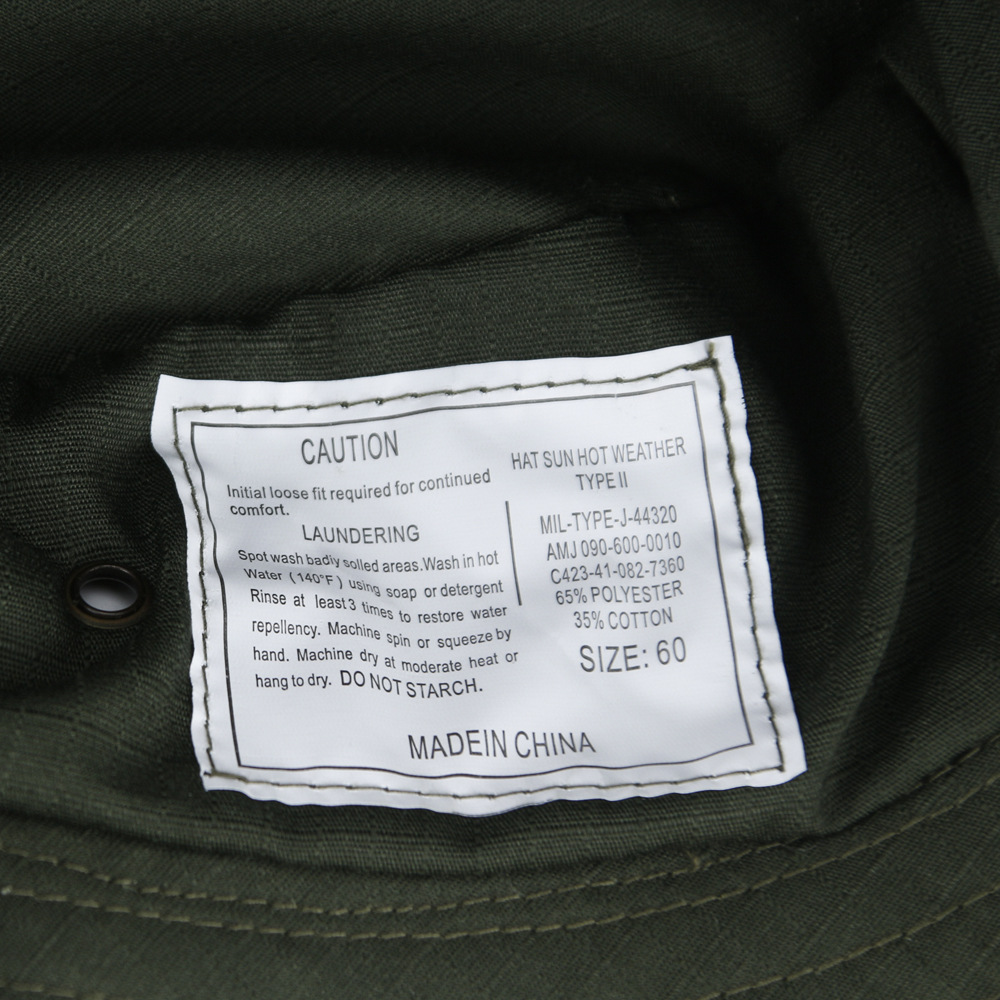 CAUTION
Initial loose fit required for continued
comfort.
LAUNDERING
Spot wash badly solled areas.Wash in hot
Water (140°F) using soap or detergent
Rinse at least3 times to restore water
repellency. Machine spin or squeeze by
hand. Machine dry at moderate heat or
hang to dry. DO NOT STARCH.
HAT SUN HOT WEATHER
TYPE II
MIL-TYPE-J-44320
AMJ 090-600-0010
C423-41-082-7360
65% POLYESTER
35% COTTON
SIZE: 60
MADEIN CHINA